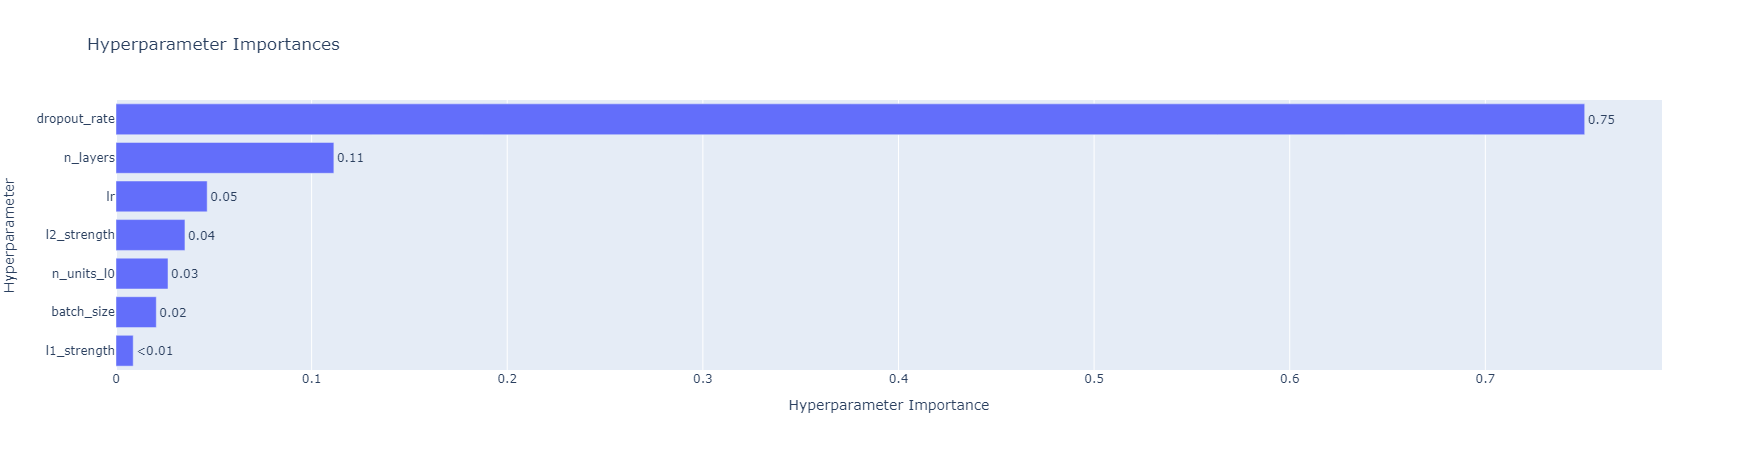 Hyperparameter Importances
Hyperparameter
dropout_rate 0.75
n_layers 0.11
lr 0.05
l2_strength 0.04
n_units_l0 0.03
batch_size 0.02
l1_strength <0.01
0 0.1 0.2 0.3 0.4 0.5 0.6 0.7
Hyperparameter Importance